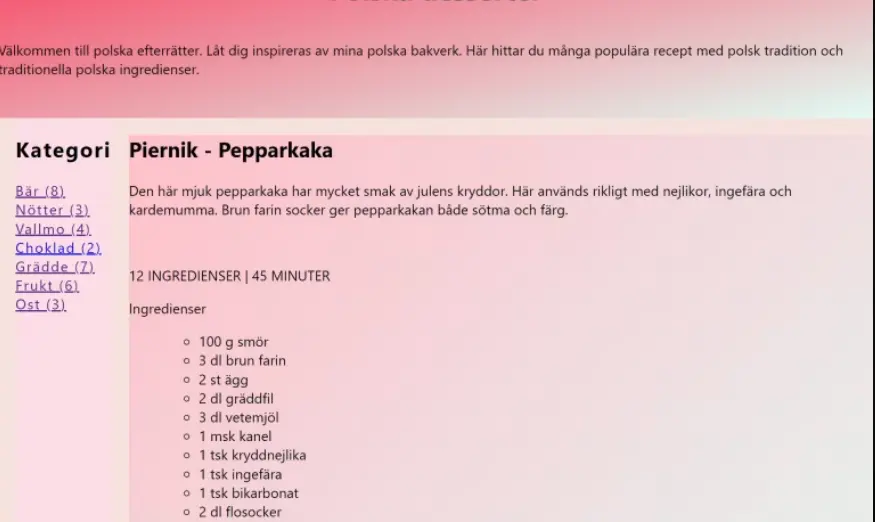 Välkommen till polska efterrätter. Låt dig inspireras av mina polska bakverk. Här hittar du många populära recept med polsk tradition och
traditionella polska ingredienser.
Kategori
Bär (8)
Nötter (3)
Vallmo (4)
Choklad (2)
Grädde (7)
Frukt (6)
Ost (3)
Piernik - Pepparkaka
Den här mjuk pepparkaka har mycket smak av julens kryddor. Här används rikligt med nejlikor, ingefära och
kardemumma. Brun farin socker ger pepparkakan både sötma och färg.
12 INGREDIENSER | 45 MINUTER
Ingredienser
100 g smör
3 dl brun farin
2 st ägg
2 dl gräddfil
3 dl vetemjöl
1 msk kanel
1 tsk kryddnejlika
1 tsk ingefära
1 tsk bikarbonat
2 dl flosocker